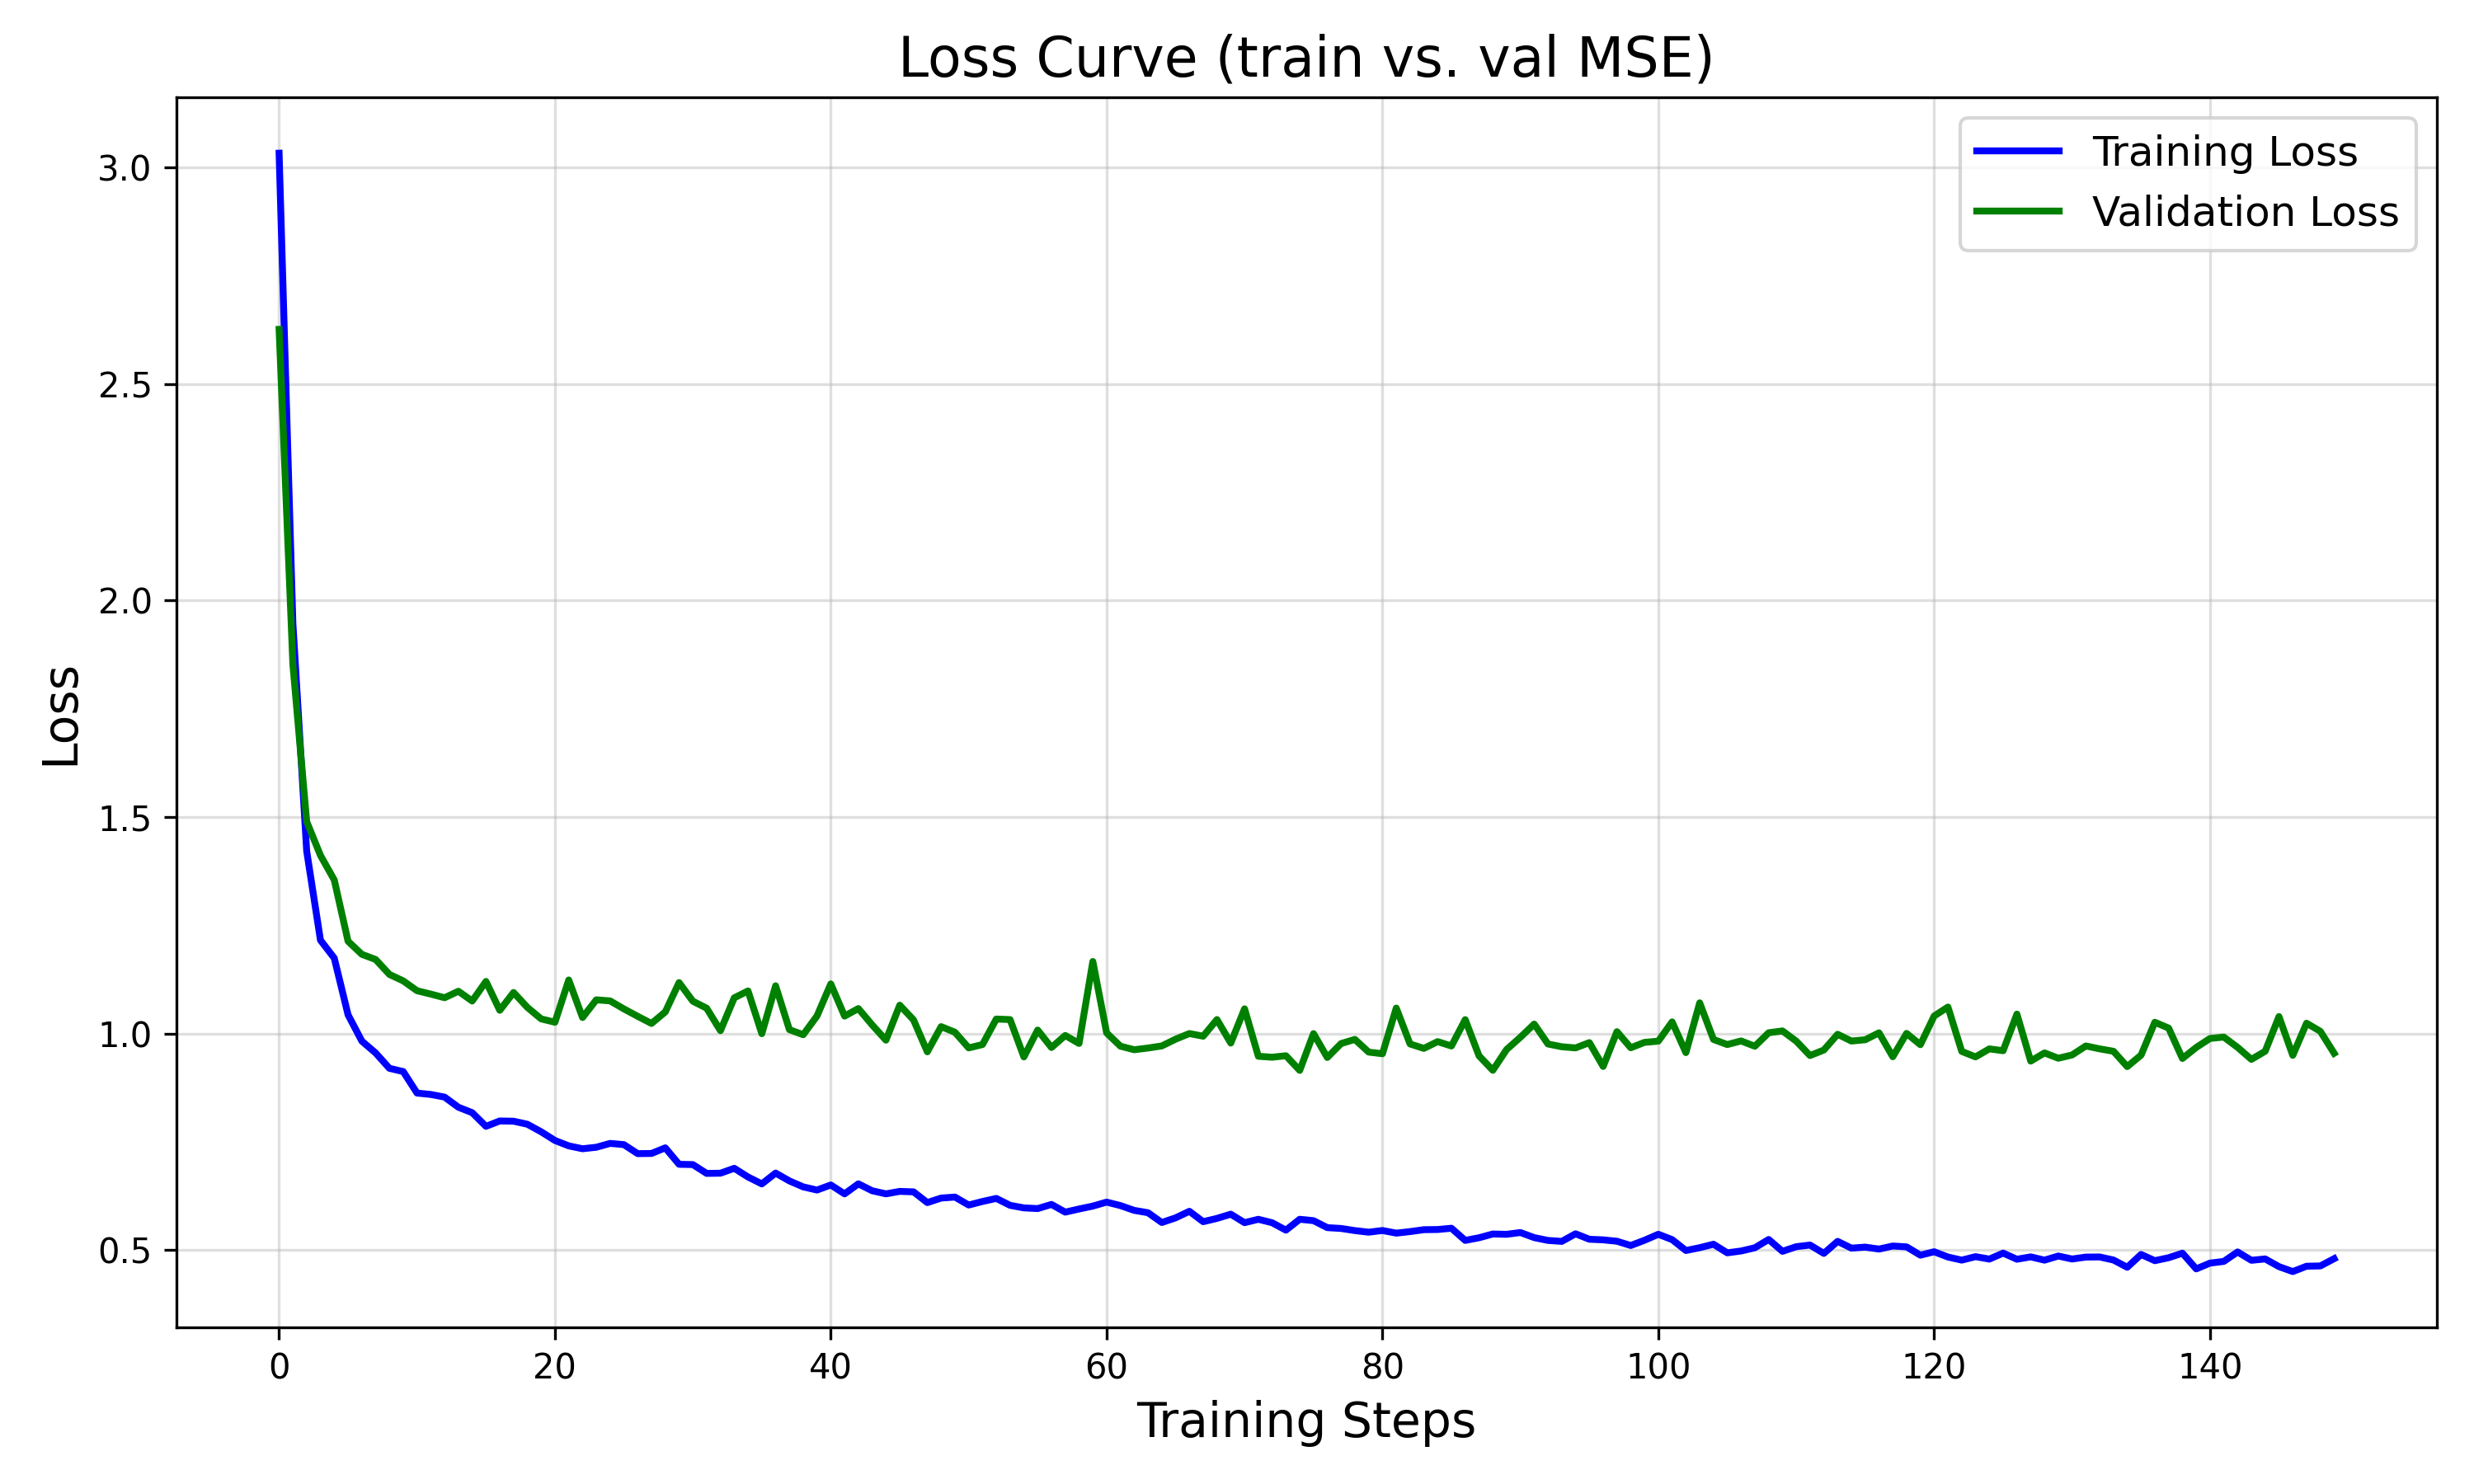 Loss Curve (train vs. val MSE)
Training Loss
Validation Loss
3.0
2.5
2.0
1.5
1.0
0.5
Loss
0 20 40 60 80 100 120 140
Training Steps